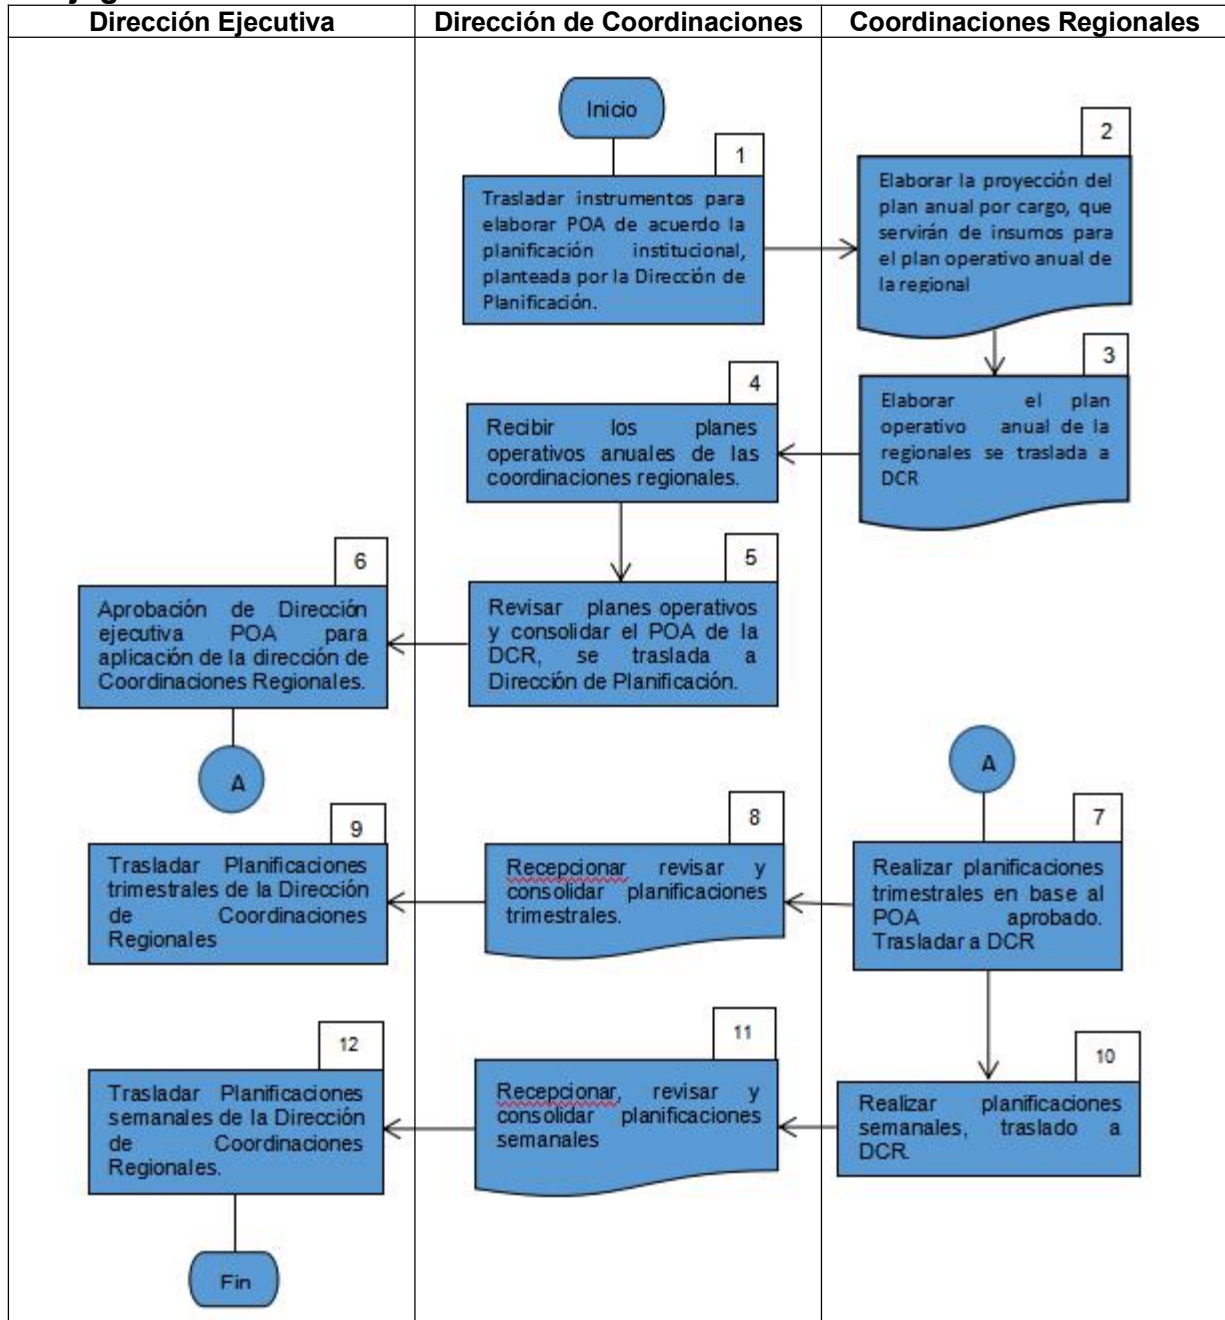 Dirección Ejecutiva
Dirección de Coordinaciones
Coordinaciones Regionales
Inicio
1
Trasladar instrumentos para
elaborar POA de acuerdo la
planificación institucional,
planteada por la Dirección de
Planificación.
2
Elaborar la proyección del
plan anual por cargo, que
servirán de insumos para
el plan operativo anual de
la regional
3
Elaborar el plan
operativo anual de la
regionales se traslada a
DCR
4
Recibir los planes
operativos anuales de las
coordinaciones regionales.
5
Revisar planes operativos
y consolidar el POA de la
DCR, se traslada a
Dirección de Planificación.
6
Aprobación de Dirección
ejecutiva POA para
aplicación de la dirección de
Coordinaciones Regionales.
A
A
7
Realizar planificaciones
trimestrales en base al
POA aprobado.
Trasladar a DCR
8
Recepcionar revisar y
consolidar planificaciones
trimestrales.
9
Trasladar Planificaciones
trimestrales de la Dirección
de Coordinaciones
Regionales
10
Realizar planificaciones
semanales, traslado a
DCR.
11
Recepcionar, revisar y
consolidar planificaciones
semanales
12
Trasladar Planificaciones
semanales de la Dirección
de Coordinaciones
Regionales.
Fin